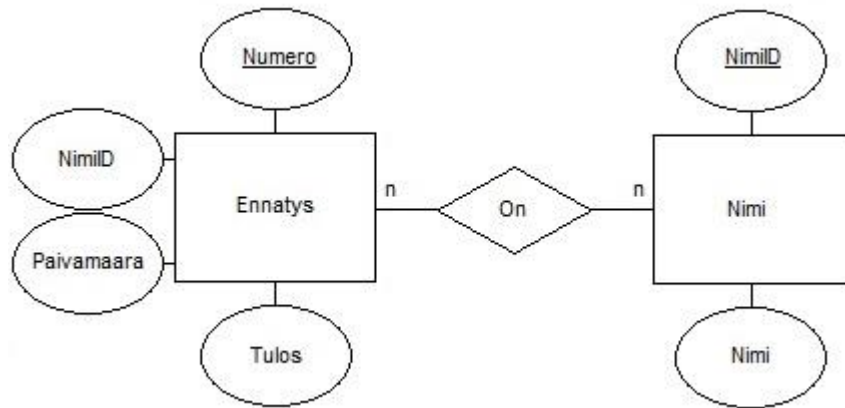 Numero
NimiID
NimiID
Ennatys
n
On
n
Nimi
Paivamaara
Tulos
Nimi